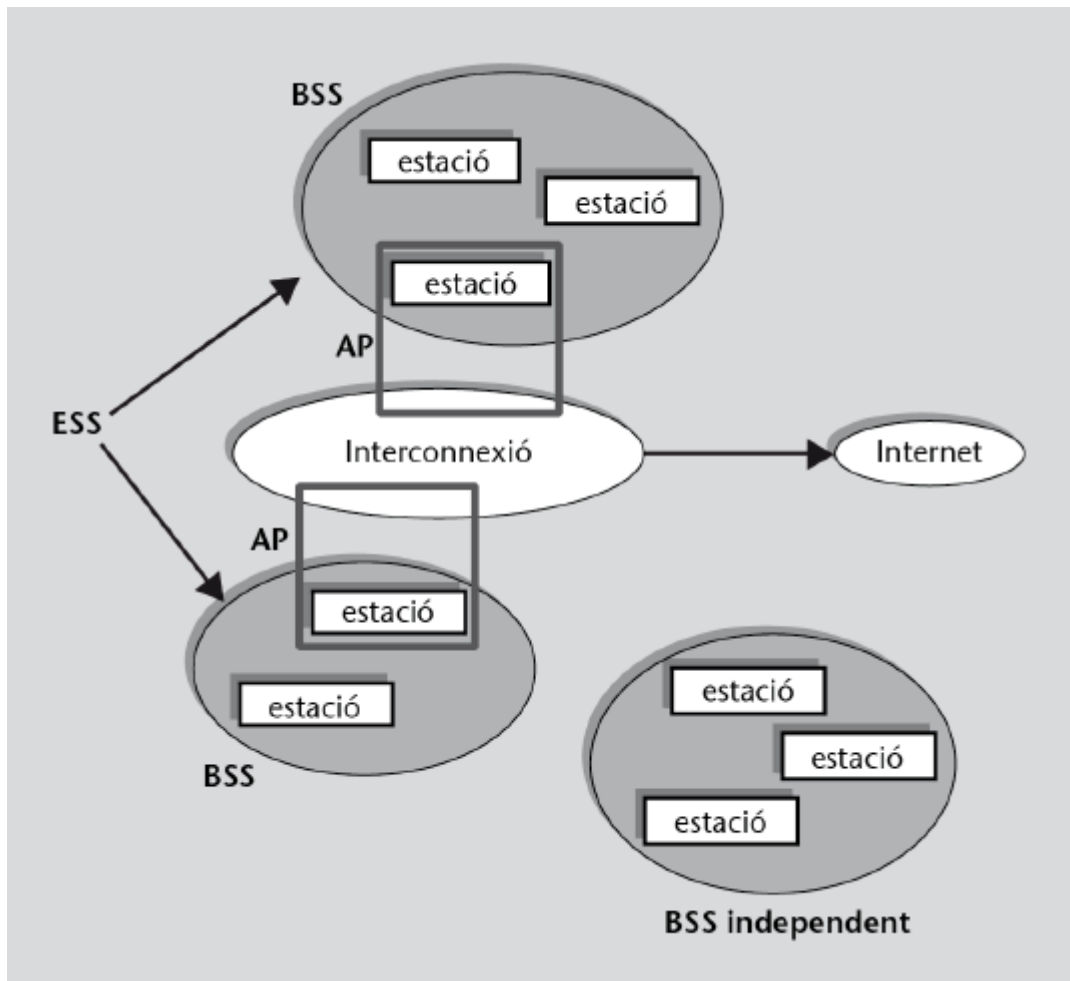 BSS
estació
estació
estació
AP
ESS
Interconnexió
Internet
AP
estació
estació
BSS
estació
estació
estació
BSS independent